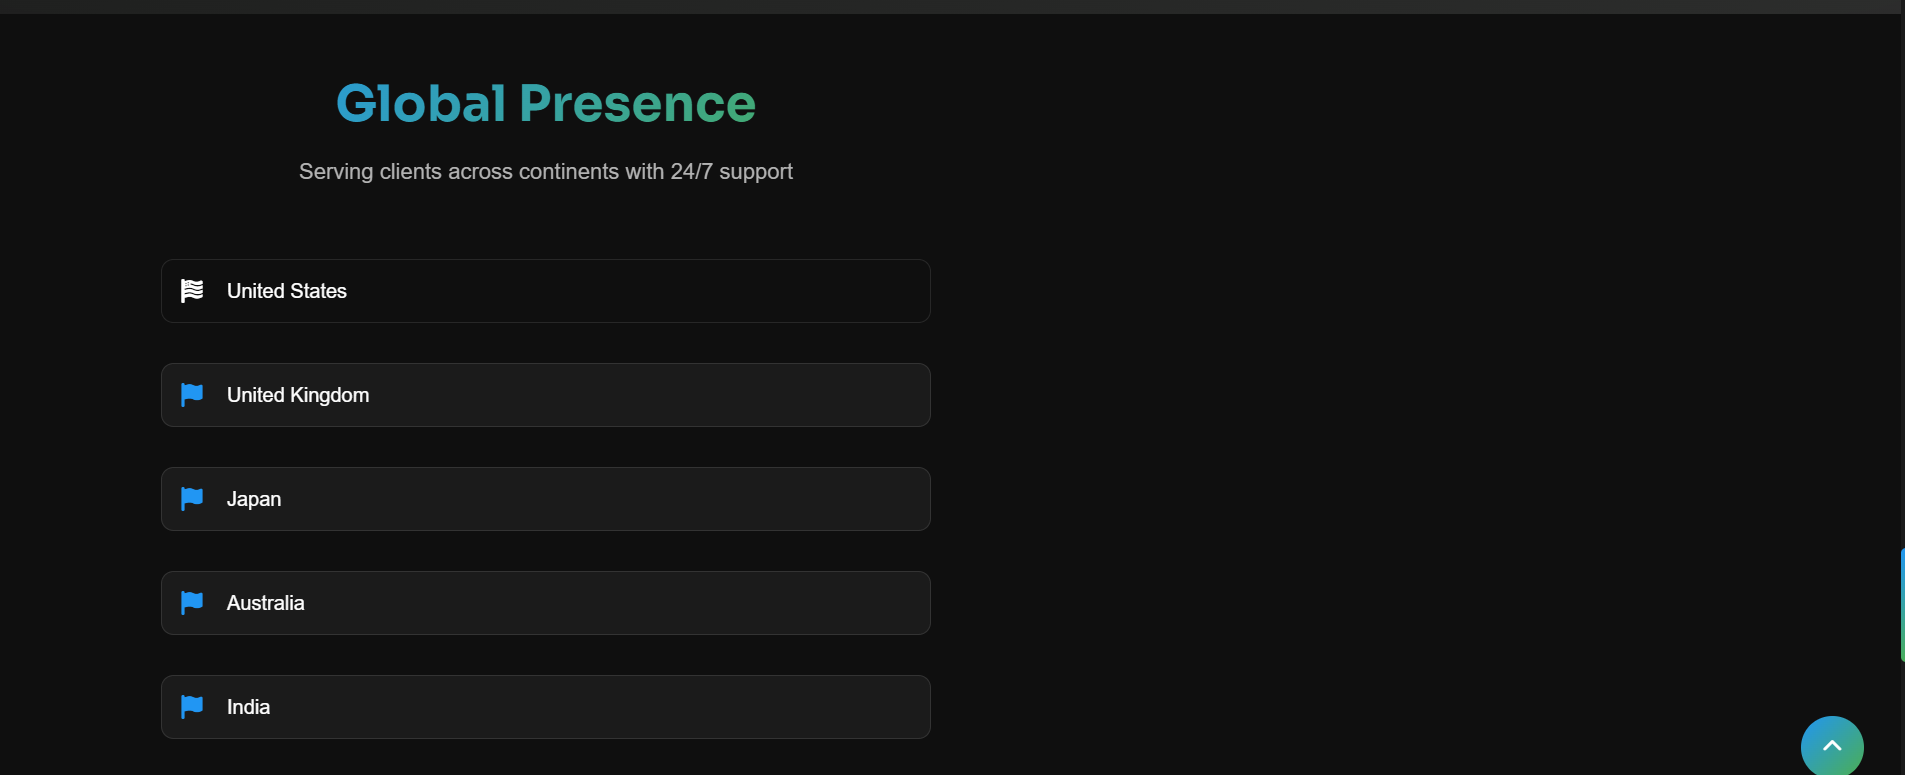 Global Presence
Serving clients across continents with 24/7 support
United States
United Kingdom
Japan
Australia
India